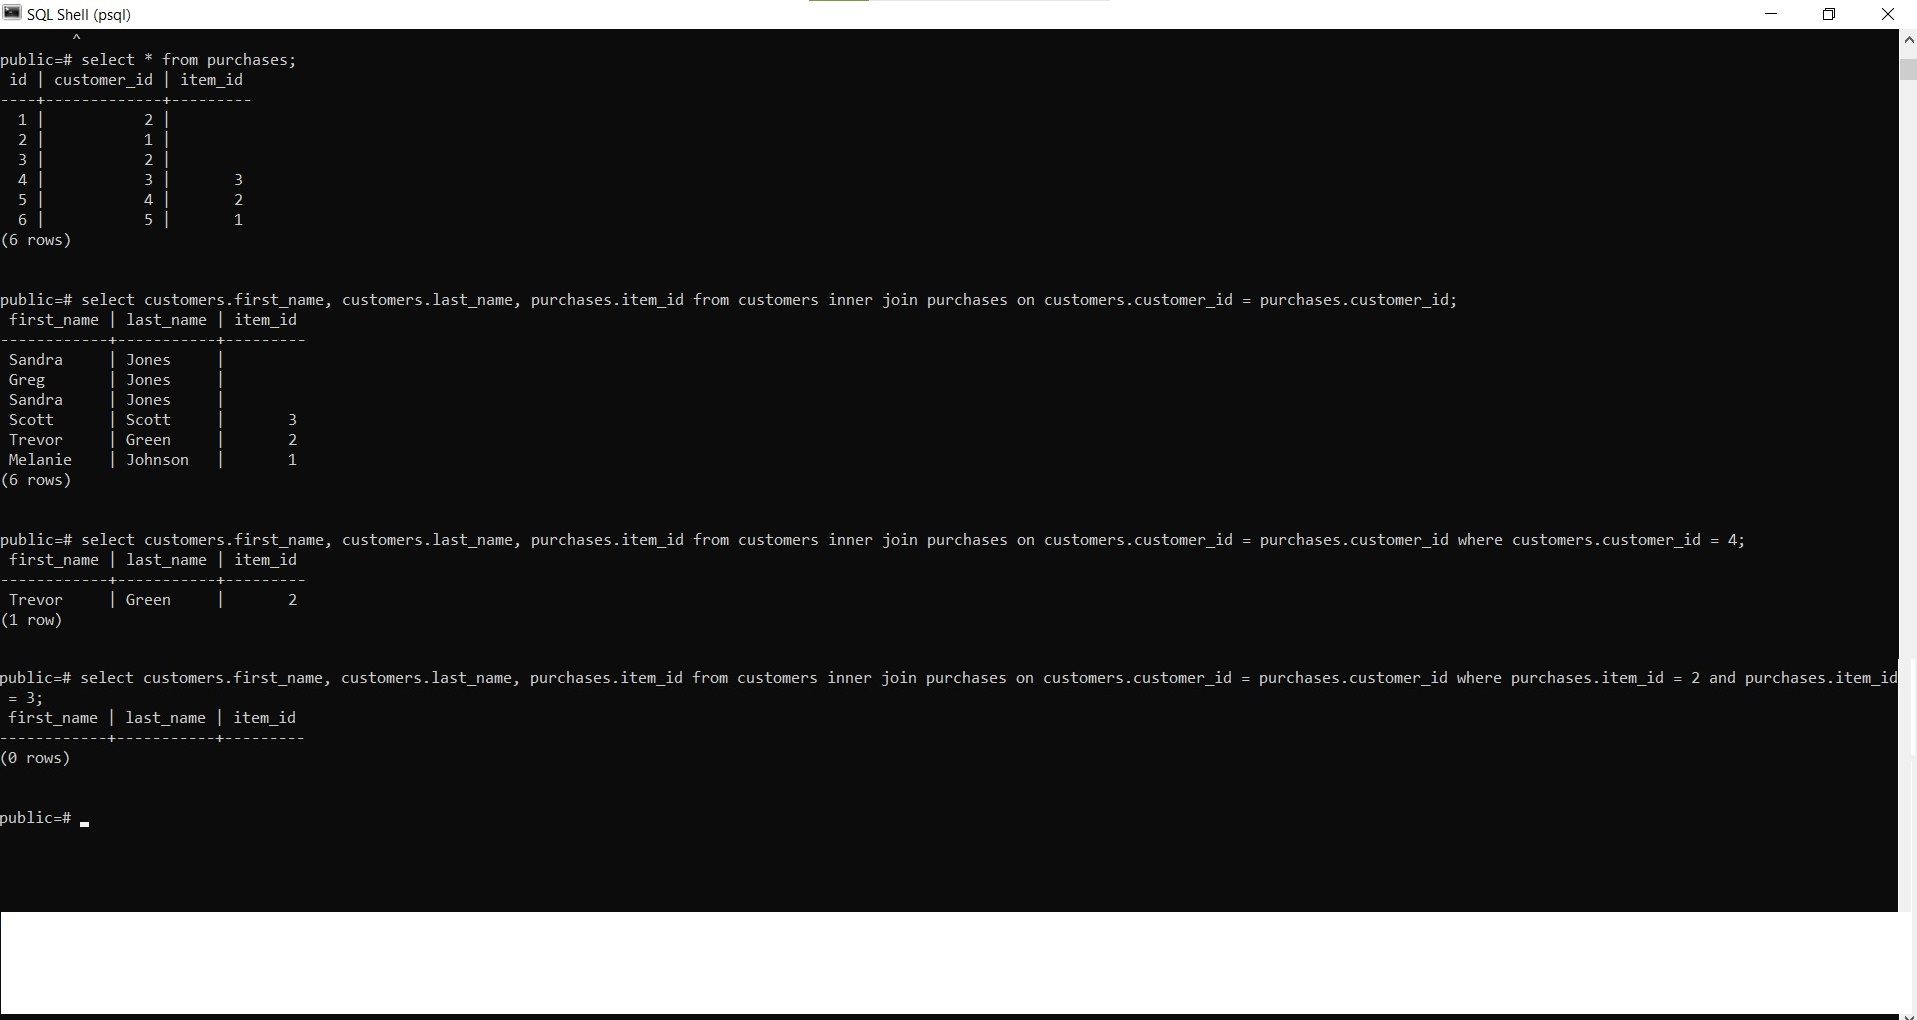 SQL Shell (psql)
^
public=# select * from purchases;
 id | customer_id | item_id
----+-------------+---------
  1 |           2 |
  2 |           1 |
  3 |           2 |
  4 |           3 |       3
  5 |           4 |       2
  6 |           5 |       1
(6 rows)
public=# select customers.first_name, customers.last_name, purchases.item_id from customers inner join purchases on customers.customer_id = purchases.customer_id;
 first_name | last_name | item_id
------------+-----------+---------
 Sandra     | Jones     |
 Greg       | Jones     |
 Sandra     | Jones     |
 Scott      | Scott     |       3
 Trevor     | Green     |       2
 Melanie    | Johnson   |       1
(6 rows)
public=# select customers.first_name, customers.last_name, purchases.item_id from customers inner join purchases on customers.customer_id = purchases.customer_id where customers.customer_id = 4;
 first_name | last_name | item_id
------------+-----------+---------
 Trevor     | Green     |       2
(1 row)
public=# select customers.first_name, customers.last_name, purchases.item_id from customers inner join purchases on customers.customer_id = purchases.customer_id where purchases.item_id = 2 and purchases.item_id
 = 3;
 first_name | last_name | item_id
------------+-----------+---------
(0 rows)
public=#